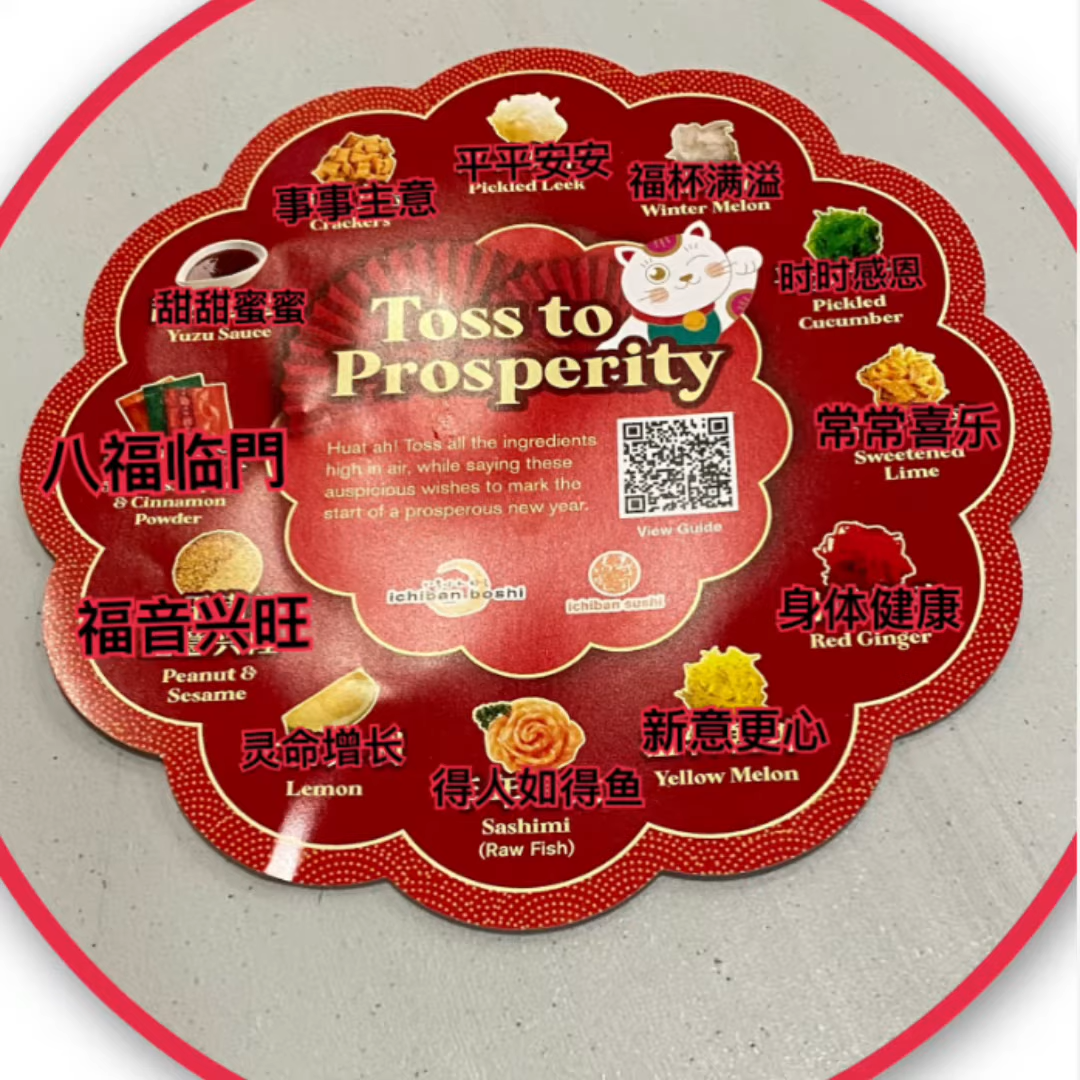 平平安安
Pickled Leek
福杯满溢
Winter Melon
时时感恩
Pickled
Cucumber
常常喜乐
Sweetened
Lime
身体健康
Red Ginger
新意更心
Yellow Melon
得人如得鱼
Sashimi
(Raw Fish)
灵命增长
Lemon
福音兴旺
Peanut &
Sesame
八福临門
& Cinnamon
Powder
甜甜蜜蜜
Yuzu Sauce
事事主意
Crackers
Toss to
Prosperity
Huat ah! Toss all the ingredients
high in air, while saying these
auspicious wishes to mark the
start of a prosperous new year.
View Guide
ichiban boshi
ichiban sushi